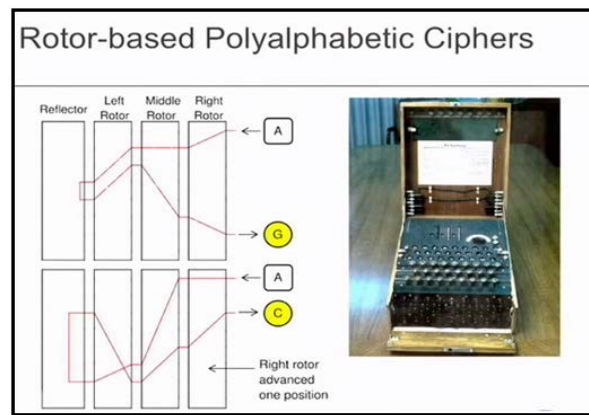 Rotor-based Polyalphabetic Ciphers
Reflector
Left
Rotor
Middle
Rotor
Right
Rotor
A
G
A
C
Right rotor
advanced
one position